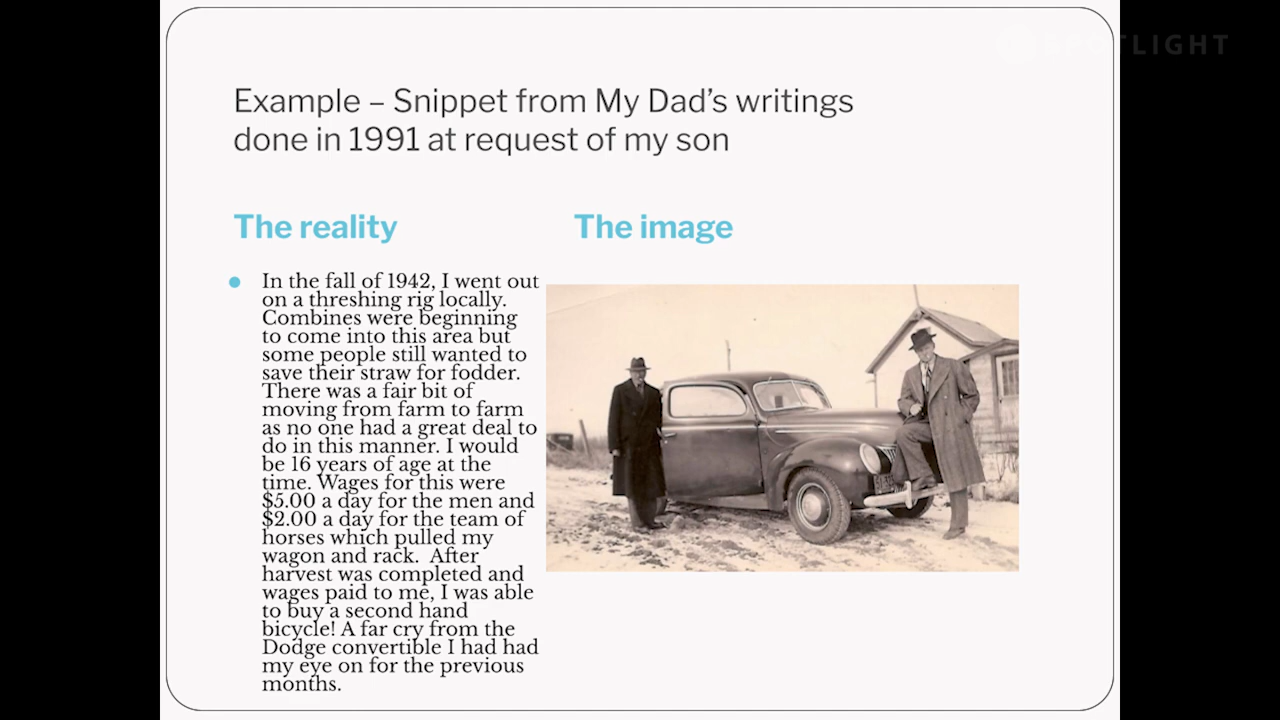 SPOTLIGHT
Example – Snippet from My Dad's writings
done in 1991 at request of my son
The reality
The image
In the fall of 1942, I went out
on a threshing rig locally.
Combines were beginning
to come into this area but
some people still wanted to
save their straw for fodder.
There was a fair bit of
moving from farm to farm
as no one had a great deal to
do in this manner. I would
be 16 years of age at the
time. Wages for this were
$5.00 a day for the men and
$2.00 a day for the team of
horses which pulled my
wagon and rack.  After
harvest was completed and
wages paid to me, I was able
to buy a second hand
bicycle! A far cry from the
Dodge convertible I had had
my eye on for the previous
months.